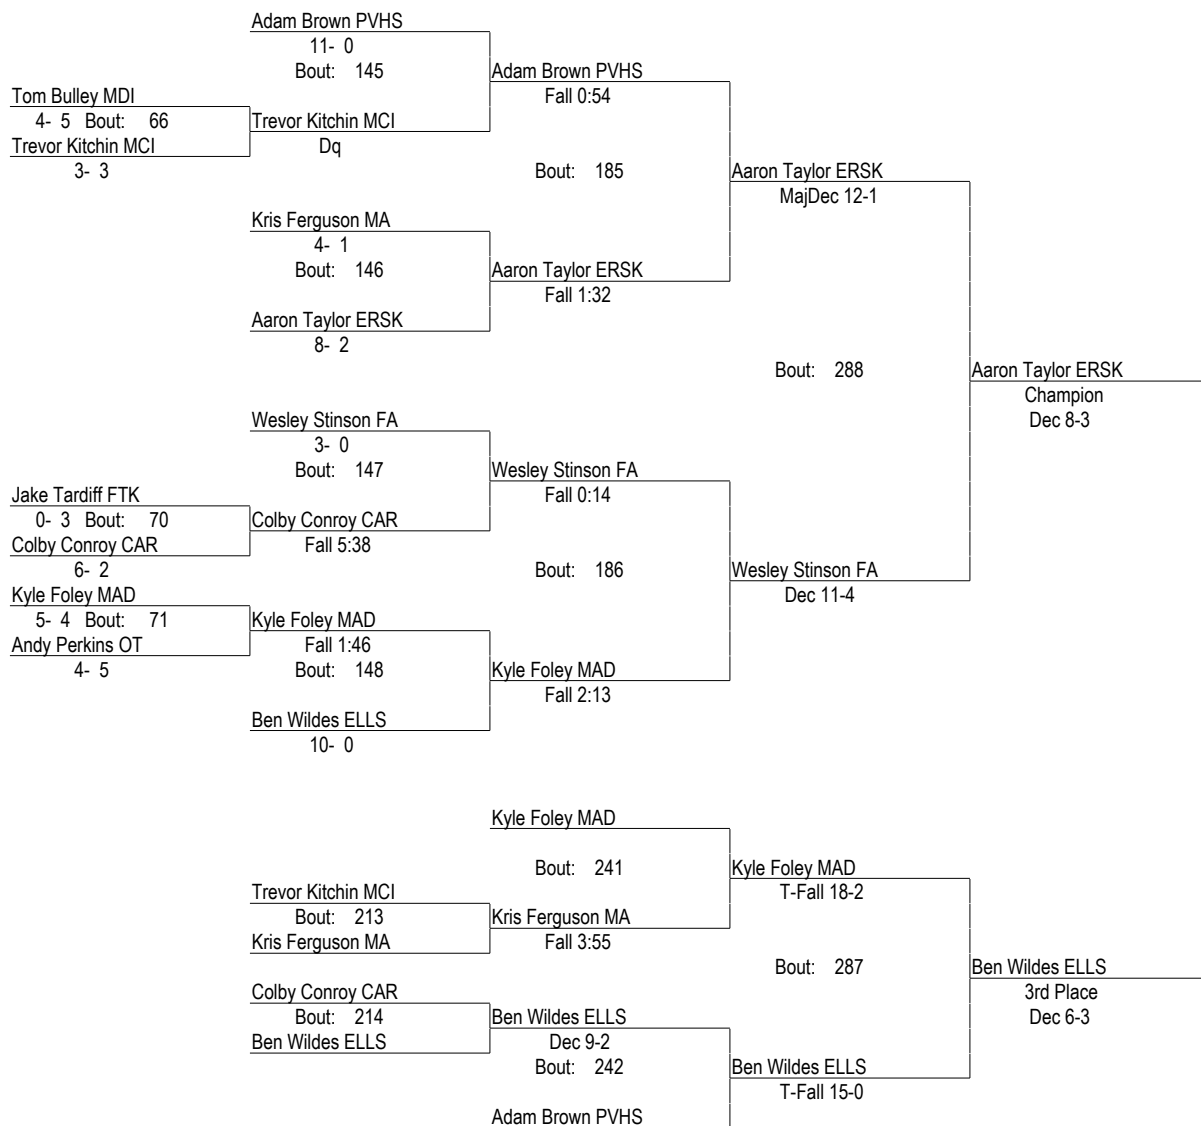 Adam Brown PVHS
11- 0
Bout: 145
Adam Brown PVHS
Fall 0:54
Tom Bulley MDI
4- 5 Bout: 66
Trevor Kitchin MCI
Trevor Kitchin MCI
Dq
3- 3
Bout: 185
Aaron Taylor ERSK
MajDec 12-1
Kris Ferguson MA
4- 1
Bout: 146
Aaron Taylor ERSK
Fall 1:32
Aaron Taylor ERSK
8- 2
Bout: 288
Aaron Taylor ERSK
Champion
Dec 8-3
Wesley Stinson FA
3- 0
Bout: 147
Wesley Stinson FA
Fall 0:14
Jake Tardiff FTK
0- 3 Bout: 70
Colby Conroy CAR
Colby Conroy CAR
Fall 5:38
6- 2
Bout: 186
Wesley Stinson FA
Dec 11-4
Kyle Foley MAD
5- 4 Bout: 71
Kyle Foley MAD
Andy Perkins OT
Fall 1:46
4- 5
Bout: 148
Kyle Foley MAD
Fall 2:13
Ben Wildes ELLS
10- 0
Kyle Foley MAD
Bout: 241
Kyle Foley MAD
T-Fall 18-2
Trevor Kitchin MCI
Bout: 213
Kris Ferguson MA
Kris Ferguson MA
Fall 3:55
Bout: 287
Ben Wildes ELLS
3rd Place
Dec 6-3
Colby Conroy CAR
Bout: 214
Ben Wildes ELLS
Ben Wildes ELLS
Dec 9-2
Bout: 242
Ben Wildes ELLS
T-Fall 15-0
Adam Brown PVHS